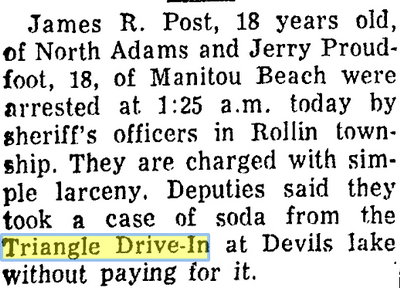 James R. Post, 18 years old,
of North Adams and Jerry Proud-
foot, 18, of Manitou Beach were
arrested at 1:25 a.m. today by
sheriff's officers in Rollin town-
ship. They are charged with sim-
ple larceny. Deputies said they
took a case of soda from the
Triangle Drive-In at Devils lake
without paying for it.